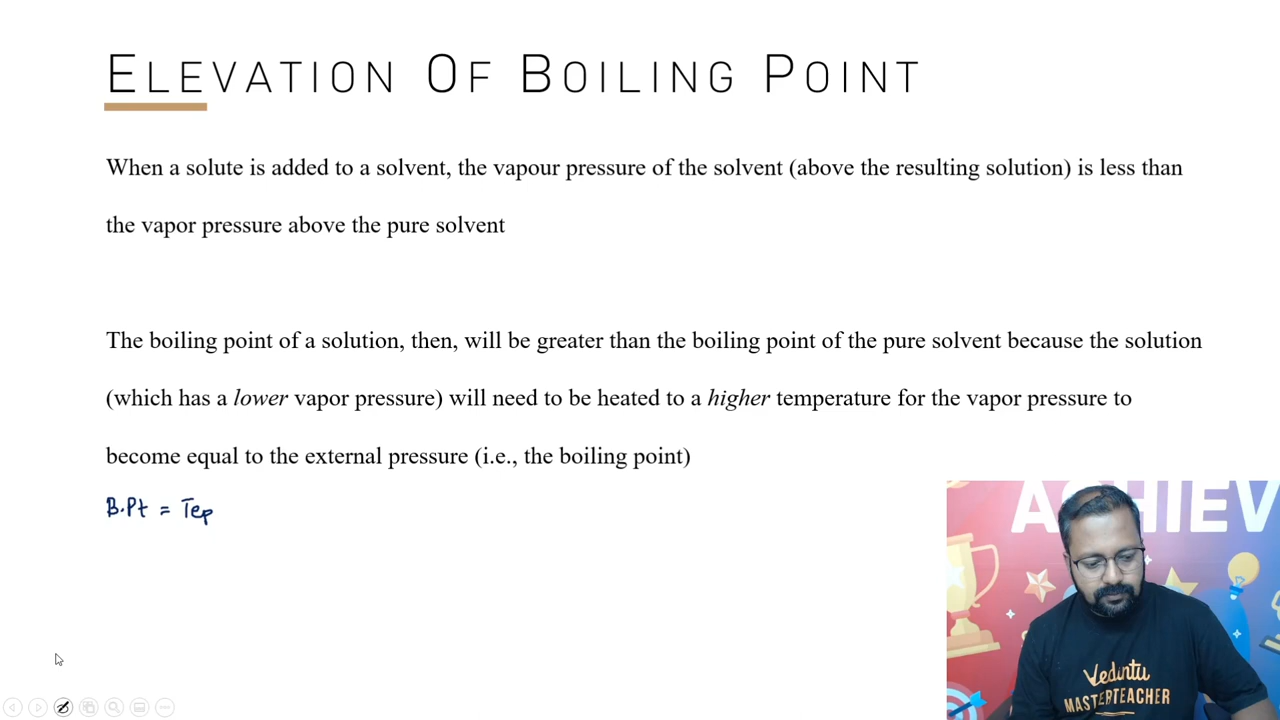 ELEVATION OF BOILING POINT
When a solute is added to a solvent, the vapour pressure of the solvent (above the resulting solution) is less than
the vapor pressure above the pure solvent
The boiling point of a solution, then, will be greater than the boiling point of the pure solvent because the solution
(which has a lower vapor pressure) will need to be heated to a higher temperature for the vapor pressure to
become equal to the external pressure (i.e., the boiling point)
B.Pt = Tep
ACHIEV
Vedantu
MASTERTEACHER